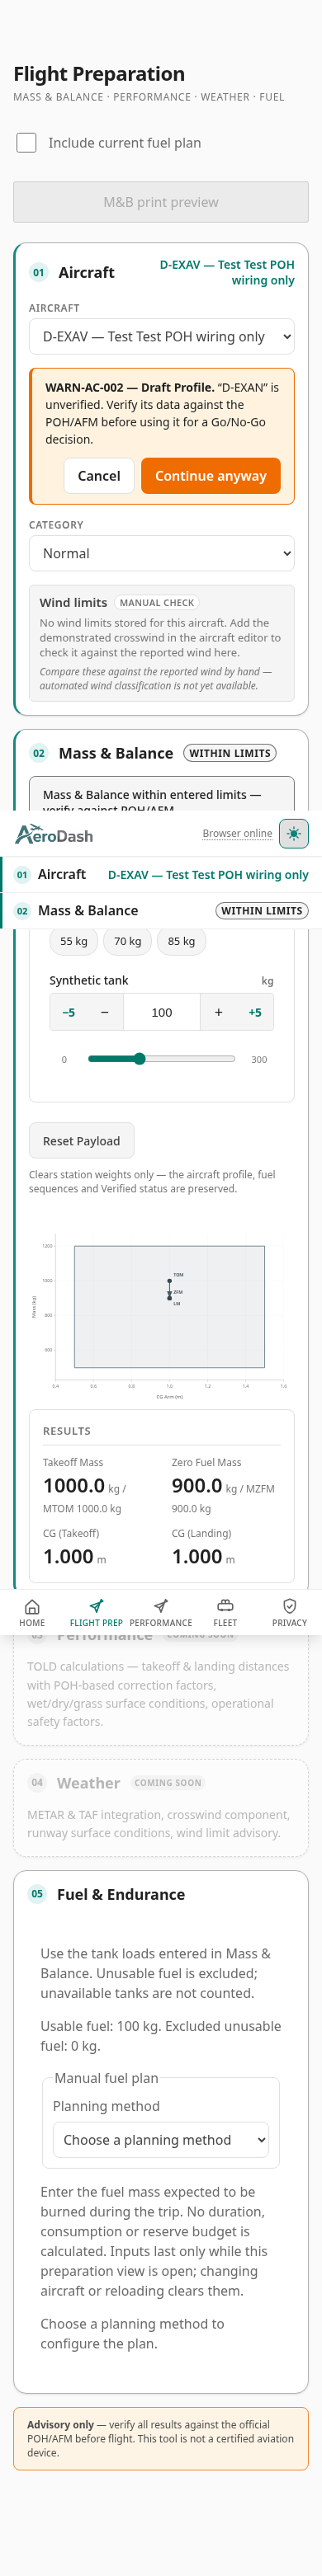 Flight Preparation
MASS & BALANCE · PERFORMANCE · WEATHER · FUEL
Include current fuel plan
M&B print preview
01 Aircraft D-EXAV — Test Test POH
wiring only
AIRCRAFT
D-EXAV — Test Test POH wiring only
WARN-AC-002 — Draft Profile. “D-EXAN” is
unverified. Verify its data against the
POH/AFM before using it for a Go/No-Go
decision.
Cancel Continue anyway
CATEGORY
Normal
Wind limits MANUAL CHECK
No wind limits stored for this aircraft. Add the
demonstrated crosswind in the aircraft editor to
check it against the reported wind here.
Compare these against the reported wind by hand —
automated wind classification is not yet available.
02 Mass & Balance WITHIN LIMITS
Mass & Balance within entered limits —
verify against POH/AFM
AeroDash Browser online
01 Aircraft D-EXAV — Test Test POH wiring only
02 Mass & Balance WITHIN LIMITS
55 kg 70 kg 85 kg
Synthetic tank kg
−5 − 100 + +5
0 300
Reset Payload
Clears station weights only — the aircraft profile, fuel
sequences and Verified status are preserved.
1200
1000
800
600
Mass (kg)
TOM
ZFM
LM
0.4 0.6 0.8 1.0 1.2 1.4 1.6
CG Arm (m)
RESULTS
Takeoff Mass Zero Fuel Mass
1000.0 kg / 900.0 kg / MZFM
MTOM 1000.0 kg 900.0 kg
CG (Takeoff) CG (Landing)
1.000 m 1.000 m
HOME FLIGHT PREP PERFORMANCE FLEET PRIVACY
03 Performance COMING SOON
TOLD calculations — takeoff & landing distances
with POH-based correction factors,
wet/dry/grass surface conditions, operational
safety factors.
04 Weather COMING SOON
METAR & TAF integration, crosswind component,
runway surface conditions, wind limit advisory.
05 Fuel & Endurance
Use the tank loads entered in Mass &
Balance. Unusable fuel is excluded;
unavailable tanks are not counted.
Usable fuel: 100 kg. Excluded unusable
fuel: 0 kg.
Manual fuel plan
Planning method
Choose a planning method
Enter the fuel mass expected to be
burned during the trip. No duration,
consumption or reserve budget is
calculated. Inputs last only while this
preparation view is open; changing
aircraft or reloading clears them.
Choose a planning method to
configure the plan.
Advisory only — verify all results against the official
POH/AFM before flight. This tool is not a certified aviation
device.